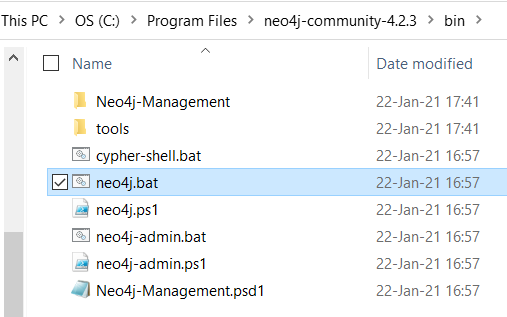 This PC > OS (C:) > Program Files > neo4j-community-4.2.3 > bin >
Name Date modified
Neo4j-Management 22-Jan-21 17:41
tools 22-Jan-21 17:41
cypher-shell.bat 22-Jan-21 16:57
neo4j.bat 22-Jan-21 16:57
neo4j.ps1 22-Jan-21 16:57
neo4j-admin.bat 22-Jan-21 16:57
neo4j-admin.ps1 22-Jan-21 16:57
Neo4j-Management.psd1 22-Jan-21 16:57